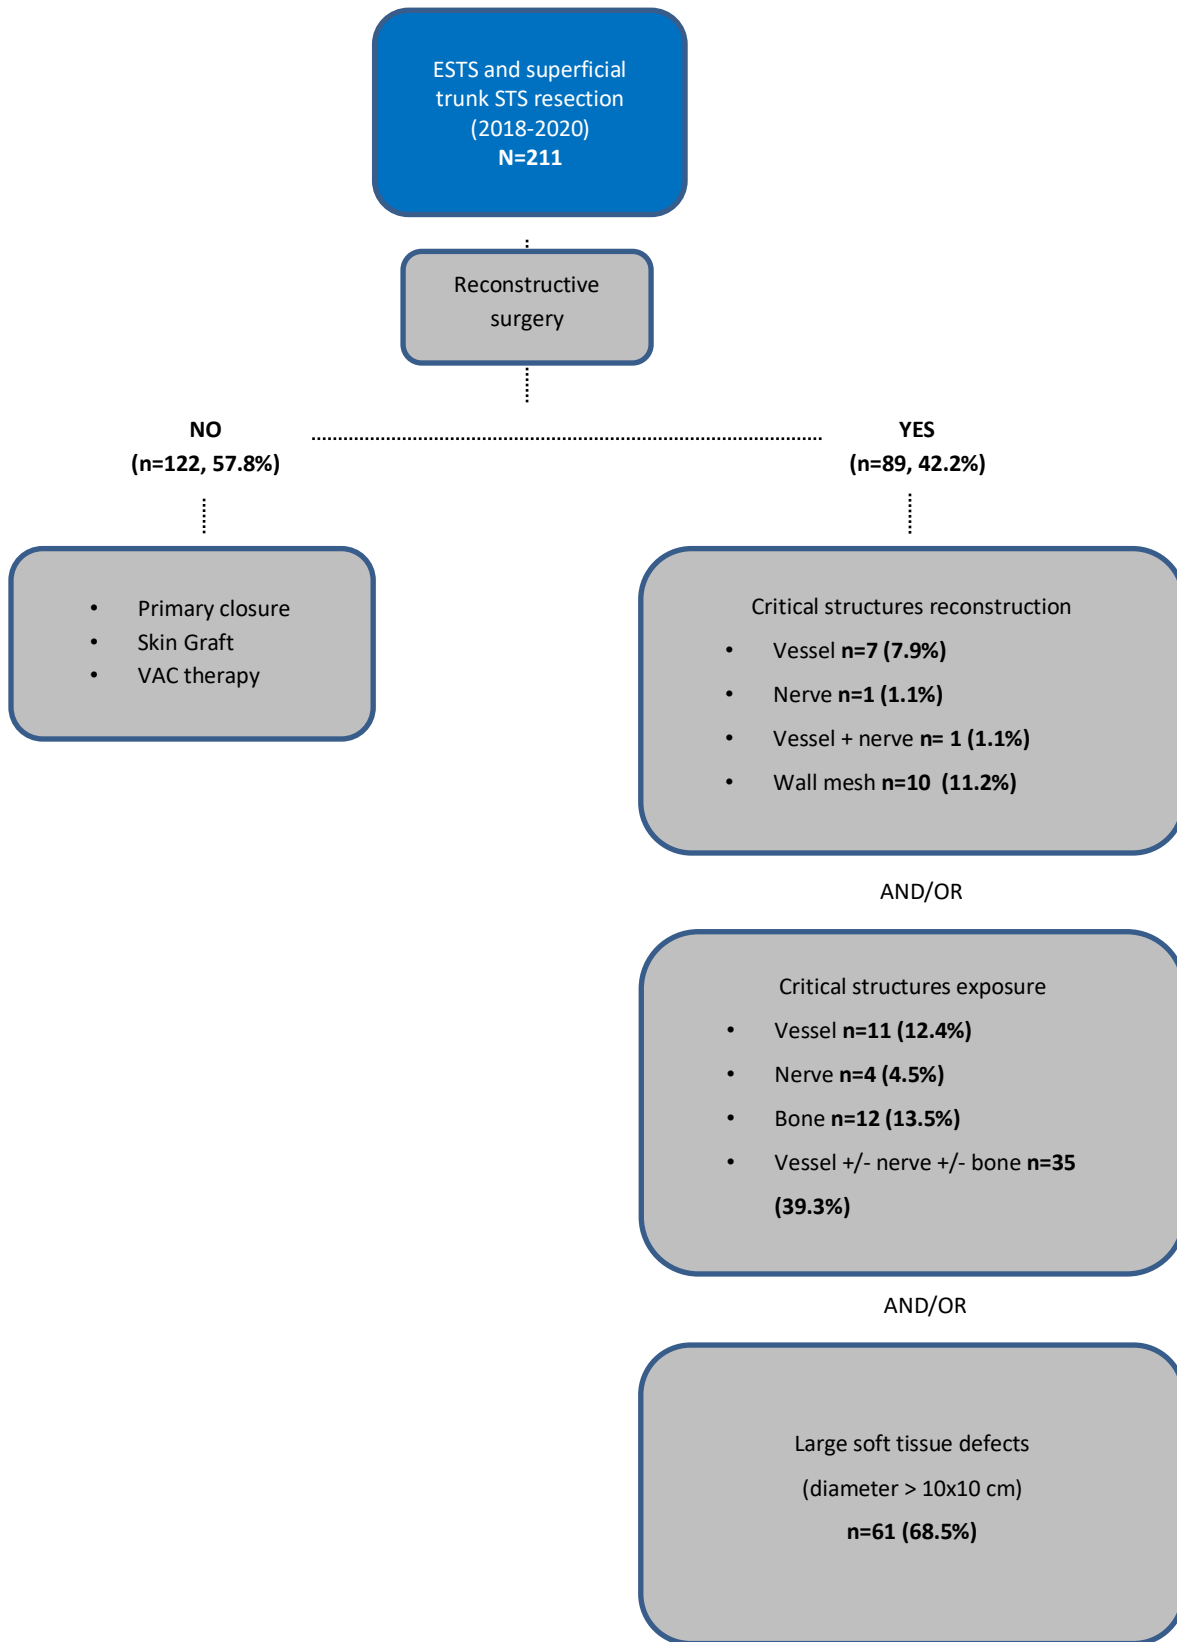 ESTS and superficial
trunk STS resection
(2018-2020)
N=211
Reconstructive
surgery
NO
(n=122, 57.8%)
YES
(n=89, 42.2%)
• Primary closure
• Skin Graft
• VAC therapy
Critical structures reconstruction
• Vessel n=7 (7.9%)
• Nerve n=1 (1.1%)
• Vessel + nerve n= 1 (1.1%)
• Wall mesh n=10 (11.2%)
AND/OR
Critical structures exposure
• Vessel n=11 (12.4%)
• Nerve n=4 (4.5%)
• Bone n=12 (13.5%)
• Vessel +/- nerve +/- bone n=35
(39.3%)
AND/OR
Large soft tissue defects
(diameter > 10x10 cm)
n=61 (68.5%)